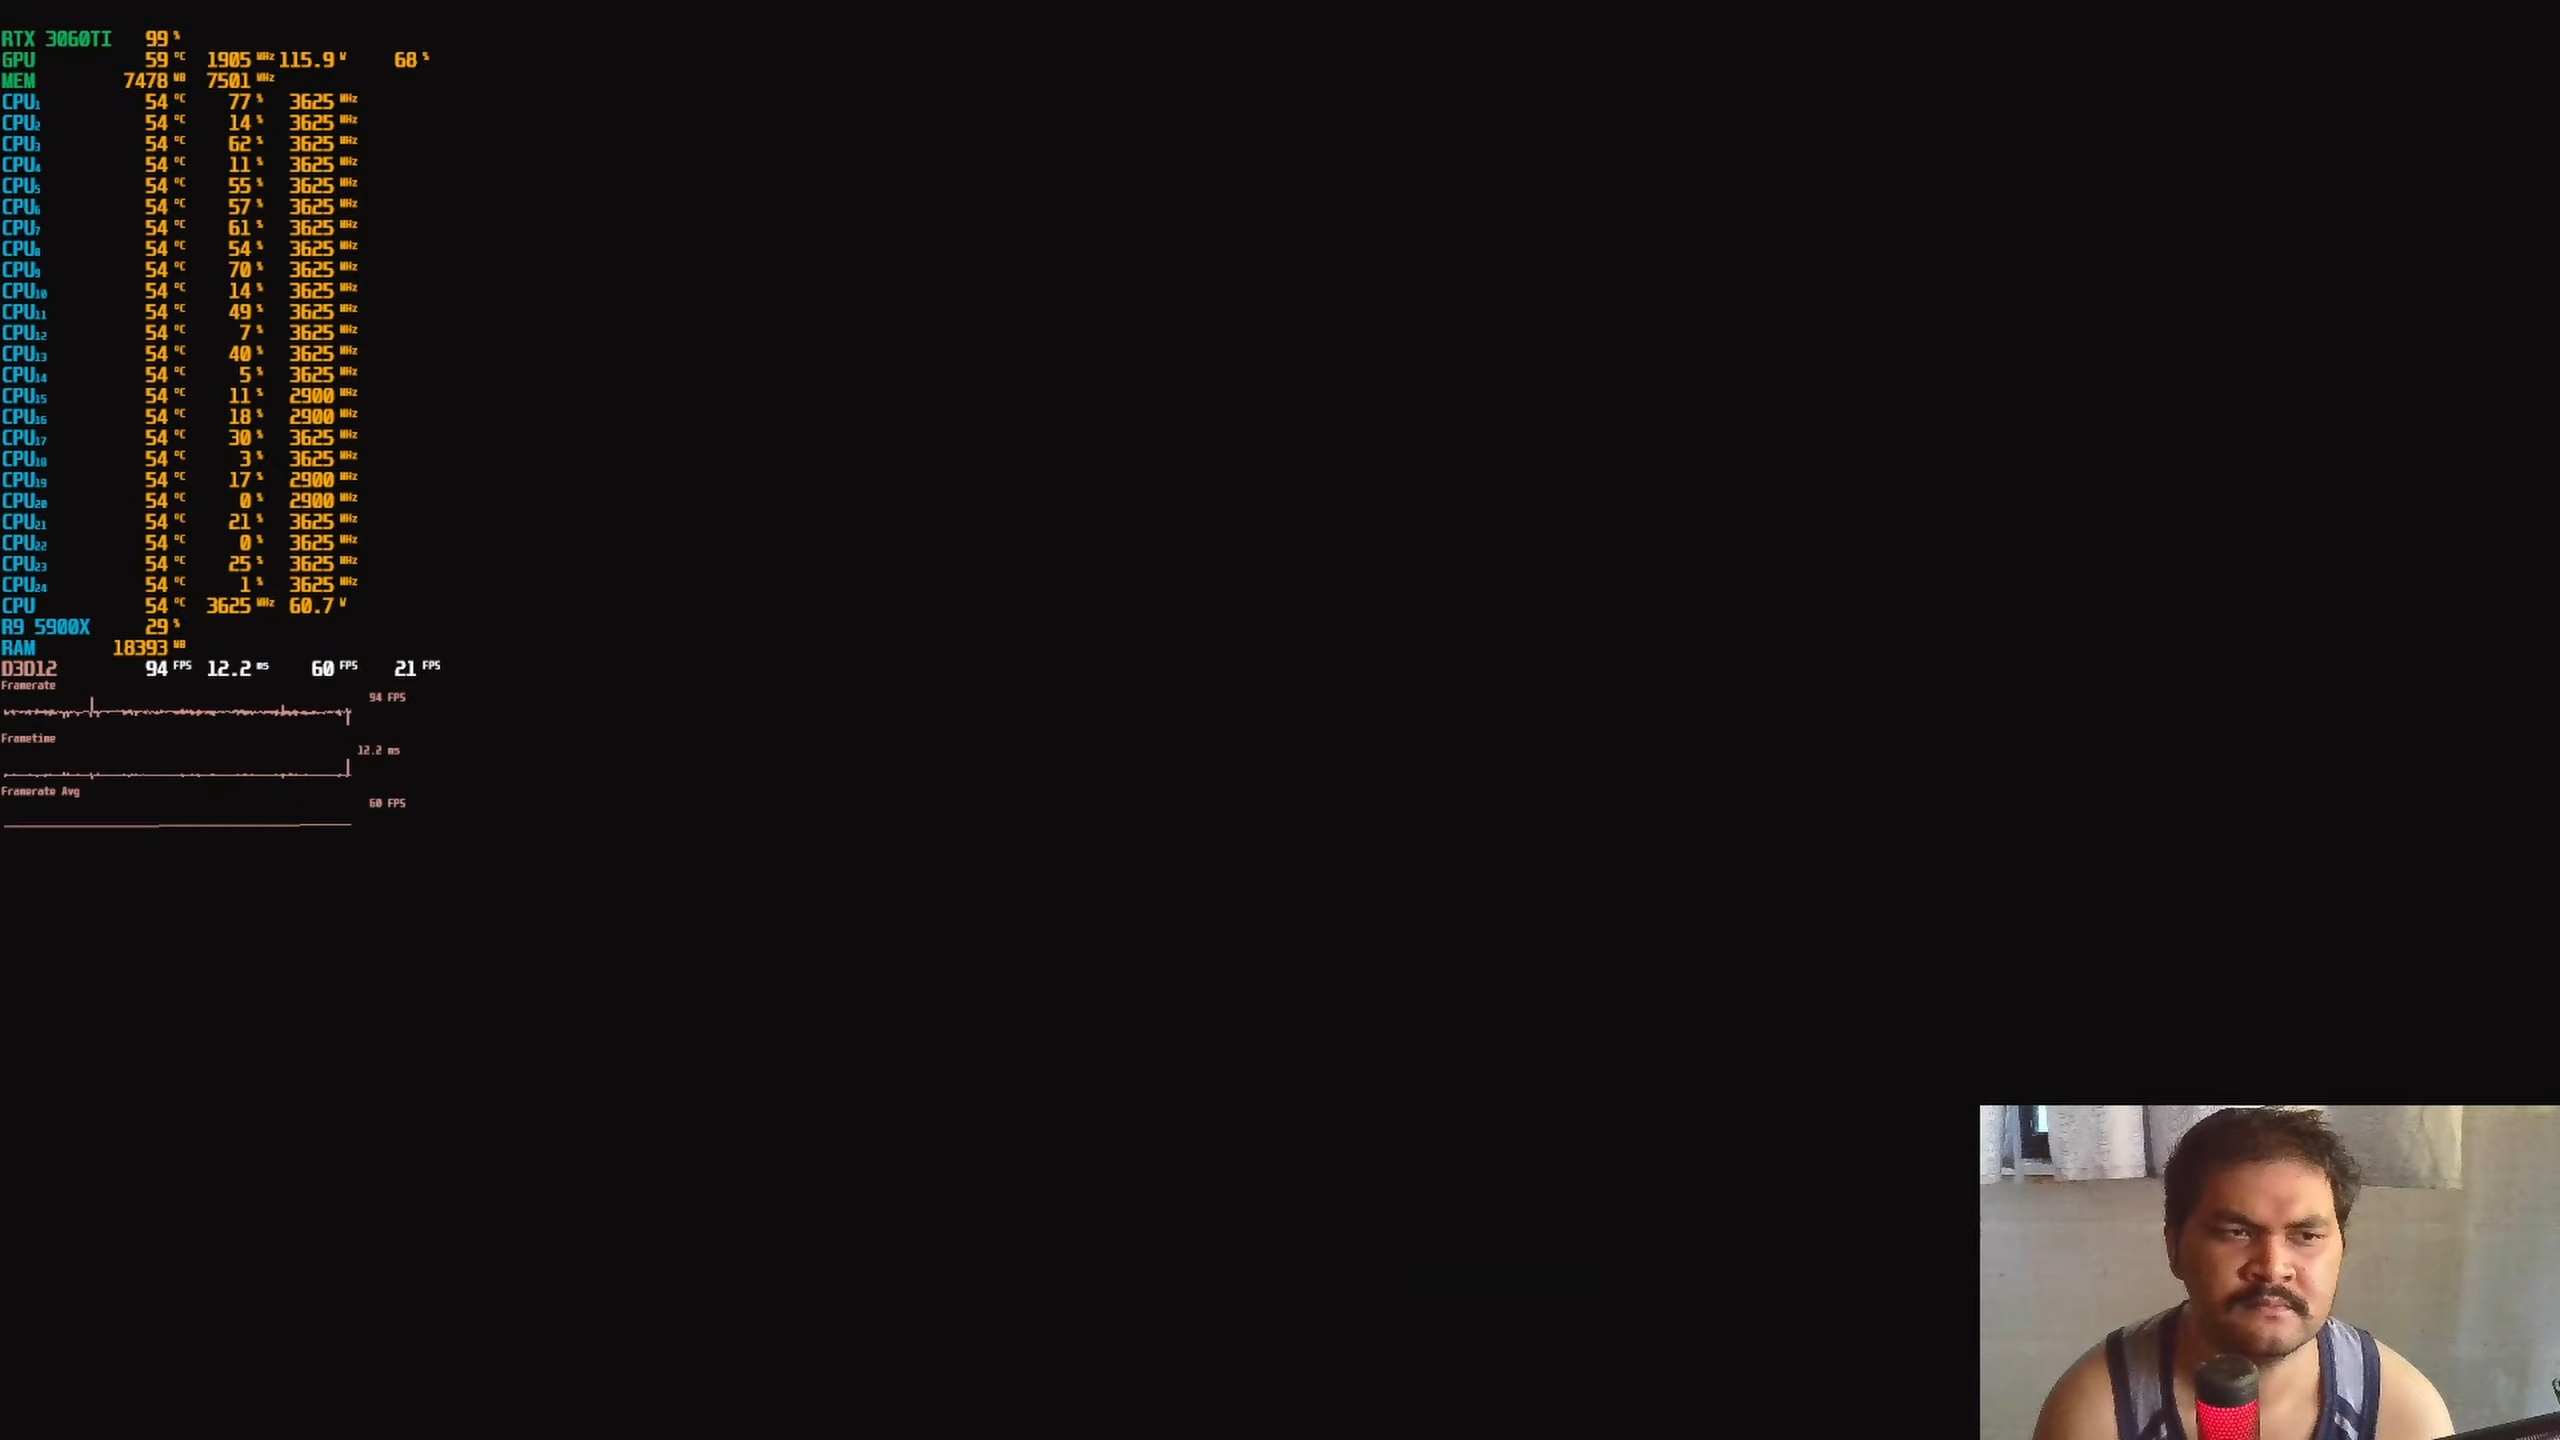 RTX 3060TI 99 %
GPU 59 °C 1905 MHz 115.9 W 68 %
MEM 7478 MB 7501 MHz
CPU1 54 °C 77 % 3625 MHz
CPU2 54 °C 14 % 3625 MHz
CPU3 54 °C 62 % 3625 MHz
CPU4 54 °C 11 % 3625 MHz
CPU5 54 °C 55 % 3625 MHz
CPU6 54 °C 57 % 3625 MHz
CPU7 54 °C 61 % 3625 MHz
CPU8 54 °C 54 % 3625 MHz
CPU9 54 °C 70 % 3625 MHz
CPU10 54 °C 14 % 3625 MHz
CPU11 54 °C 49 % 3625 MHz
CPU12 54 °C 7 % 3625 MHz
CPU13 54 °C 40 % 3625 MHz
CPU14 54 °C 5 % 3625 MHz
CPU15 54 °C 11 % 2900 MHz
CPU16 54 °C 18 % 2900 MHz
CPU17 54 °C 30 % 3625 MHz
CPU18 54 °C 3 % 3625 MHz
CPU19 54 °C 17 % 2900 MHz
CPU20 54 °C 0 % 2900 MHz
CPU21 54 °C 21 % 3625 MHz
CPU22 54 °C 0 % 3625 MHz
CPU23 54 °C 25 % 3625 MHz
CPU24 54 °C 1 % 3625 MHz
CPU 54 °C 3625 MHz 60.7 W
R9 5900X 29 %
RAM 18393 MB
D3D12 94 FPS 12.2 ms 60 FPS 21 FPS
Framerate
94 FPS
Frametime
12.2 ms
Framerate Avg
60 FPS